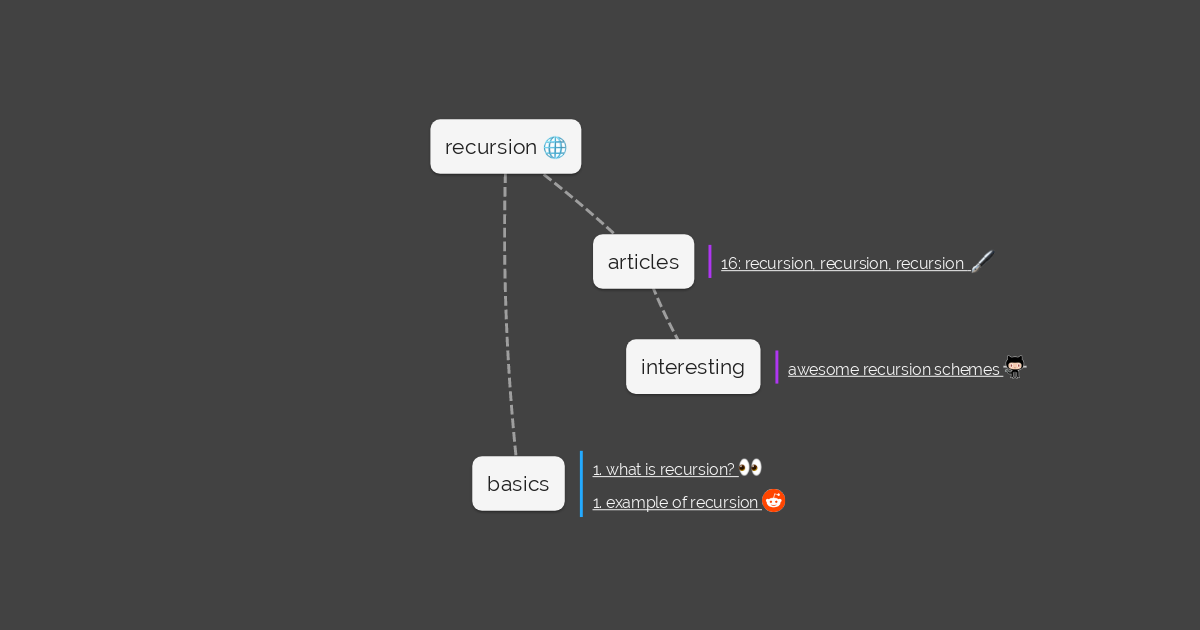 recursion
articles
16: recursion, recursion, recursion
interesting
awesome recursion schemes
basics
1. what is recursion?
1. example of recursion